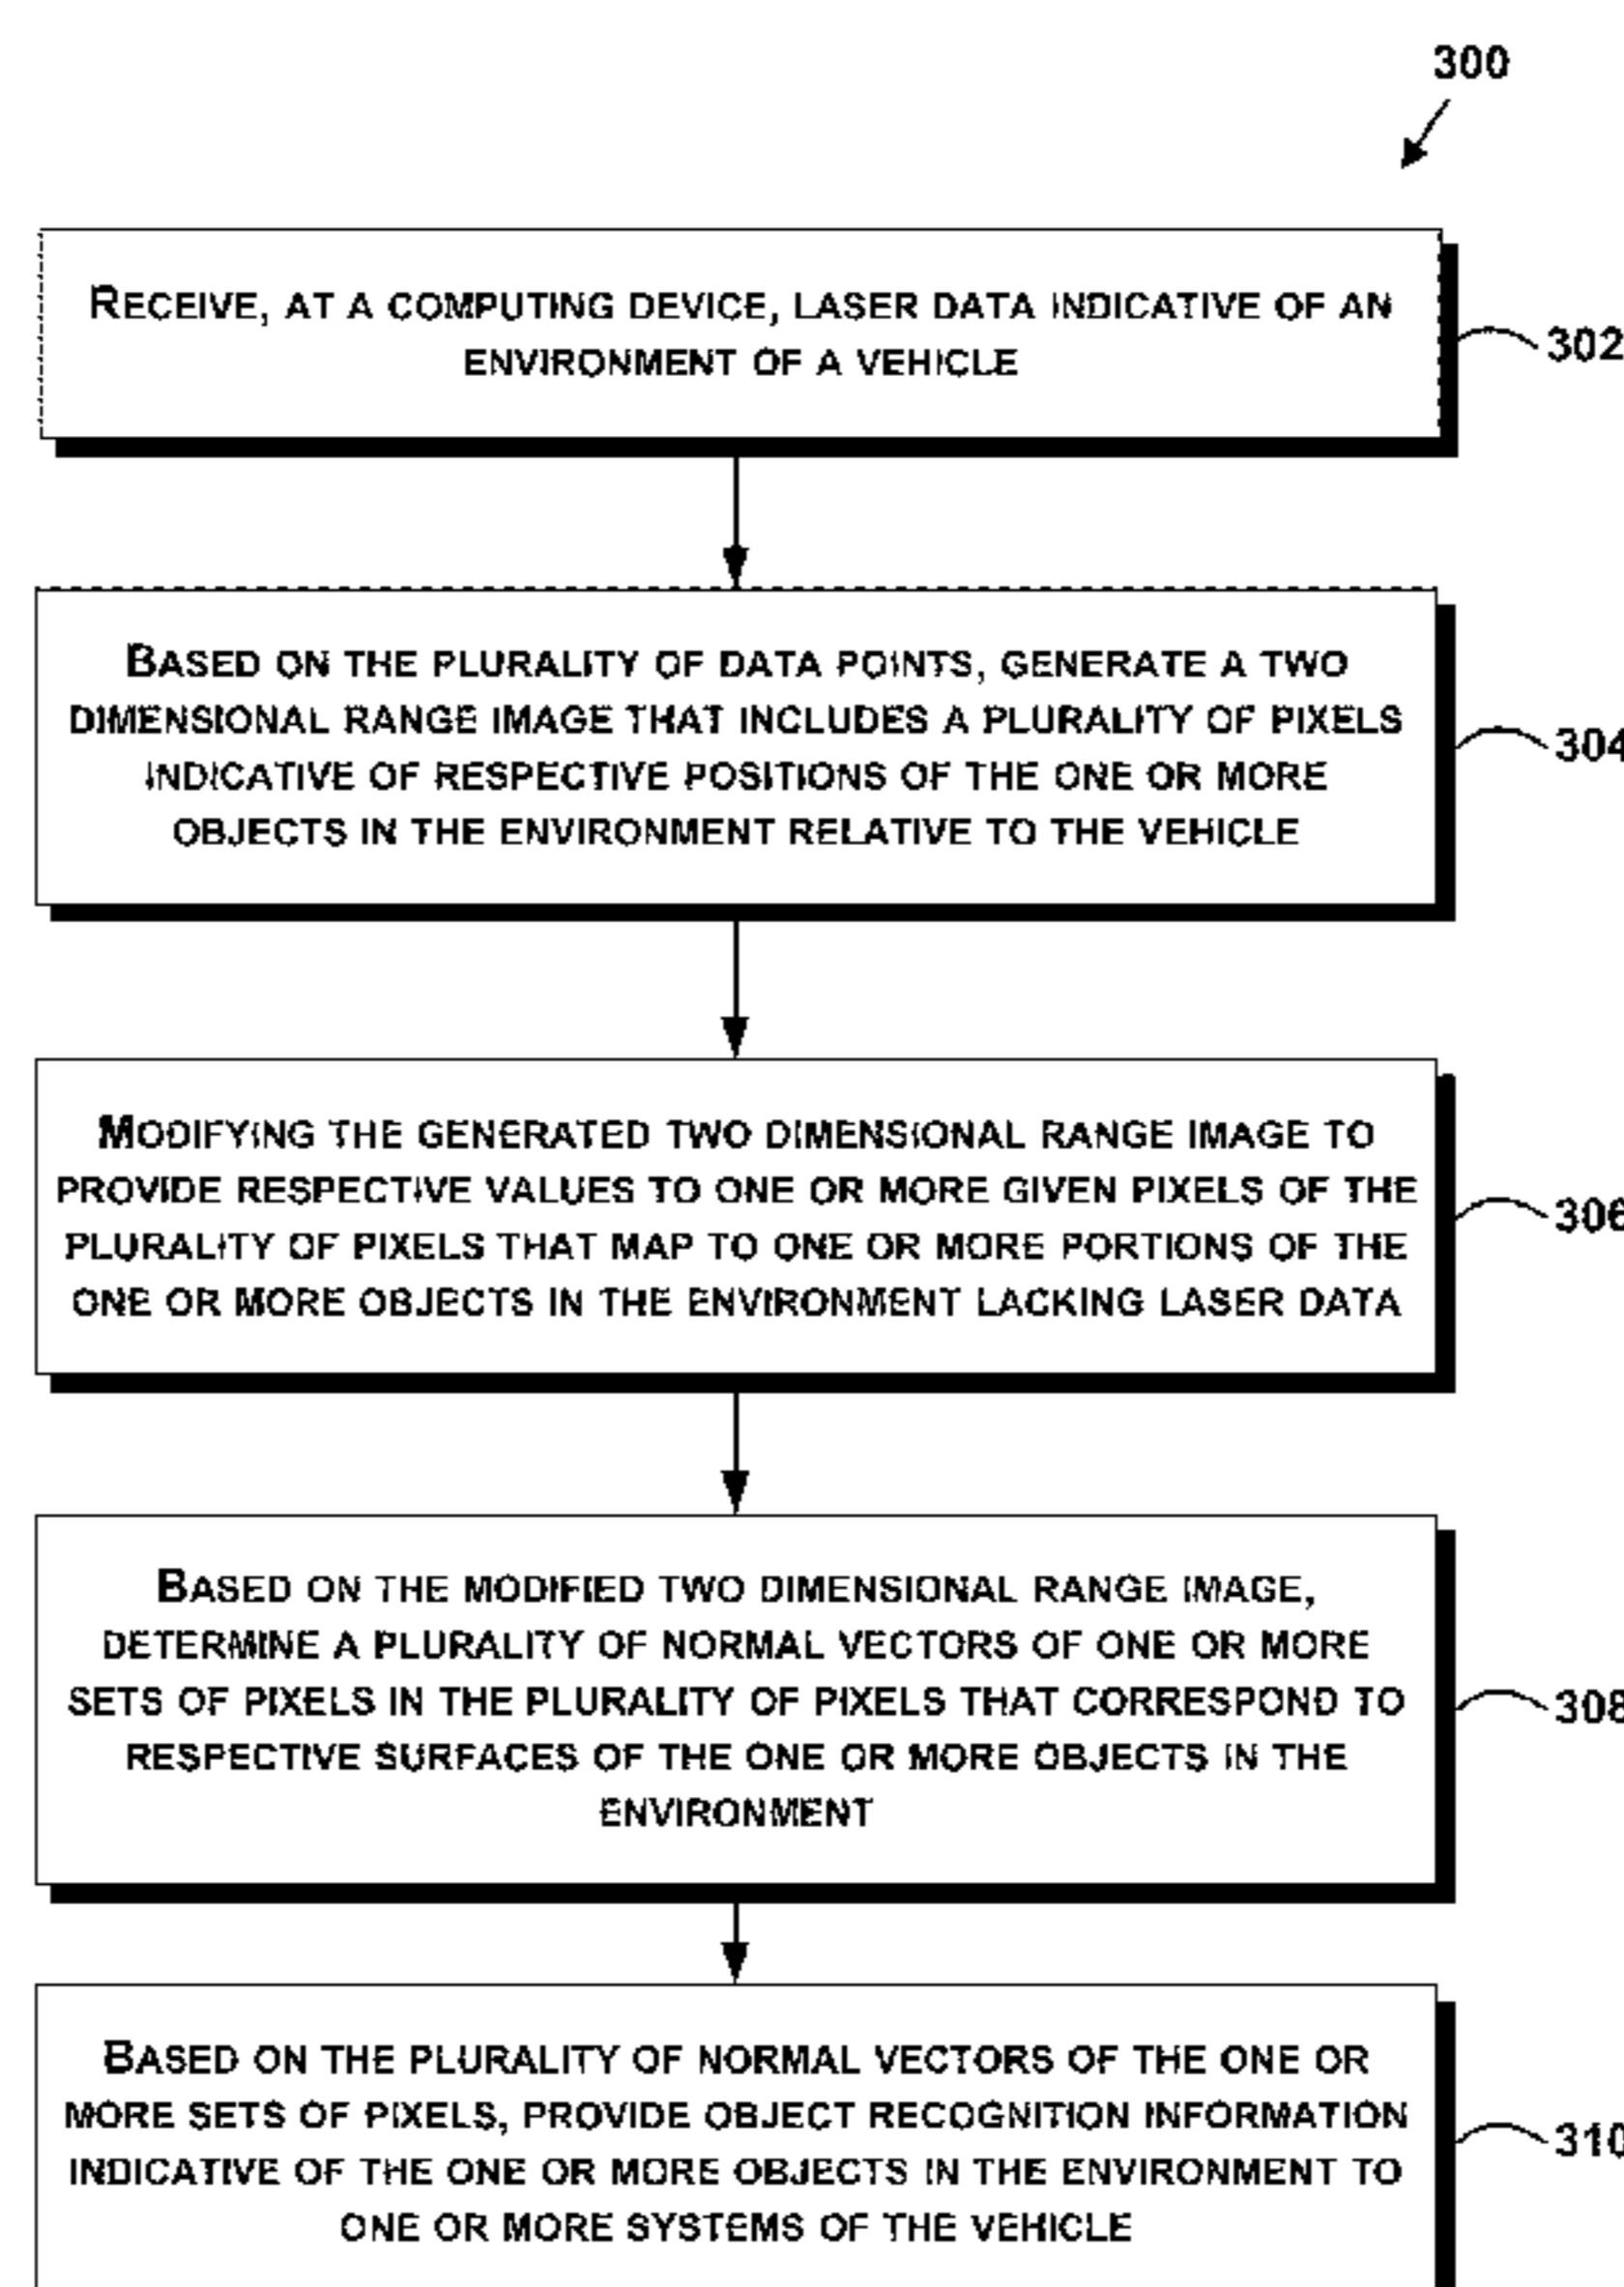 300
RECEIVE, AT A COMPUTING DEVICE, LASER DATA INDICATIVE OF AN
ENVIRONMENT OF A VEHICLE
302
BASED ON THE PLURALITY OF DATA POINTS, GENERATE A TWO
DIMENSIONAL RANGE IMAGE THAT INCLUDES A PLURALITY OF PIXELS
INDICATIVE OF RESPECTIVE POSITIONS OF THE ONE OR MORE
OBJECTS IN THE ENVIRONMENT RELATIVE TO THE VEHICLE
304
MODIFYING THE GENERATED TWO DIMENSIONAL RANGE IMAGE TO
PROVIDE RESPECTIVE VALUES TO ONE OR MORE GIVEN PIXELS OF THE
PLURALITY OF PIXELS THAT MAP TO ONE OR MORE PORTIONS OF THE
ONE OR MORE OBJECTS IN THE ENVIRONMENT LACKING LASER DATA
306
BASED ON THE MODIFIED TWO DIMENSIONAL RANGE IMAGE,
DETERMINE A PLURALITY OF NORMAL VECTORS OF ONE OR MORE
SETS OF PIXELS IN THE PLURALITY OF PIXELS THAT CORRESPOND TO
RESPECTIVE SURFACES OF THE ONE OR MORE OBJECTS IN THE
ENVIRONMENT
308
BASED ON THE PLURALITY OF NORMAL VECTORS OF THE ONE OR
MORE SETS OF PIXELS, PROVIDE OBJECT RECOGNITION INFORMATION
INDICATIVE OF THE ONE OR MORE OBJECTS IN THE ENVIRONMENT TO
ONE OR MORE SYSTEMS OF THE VEHICLE
310